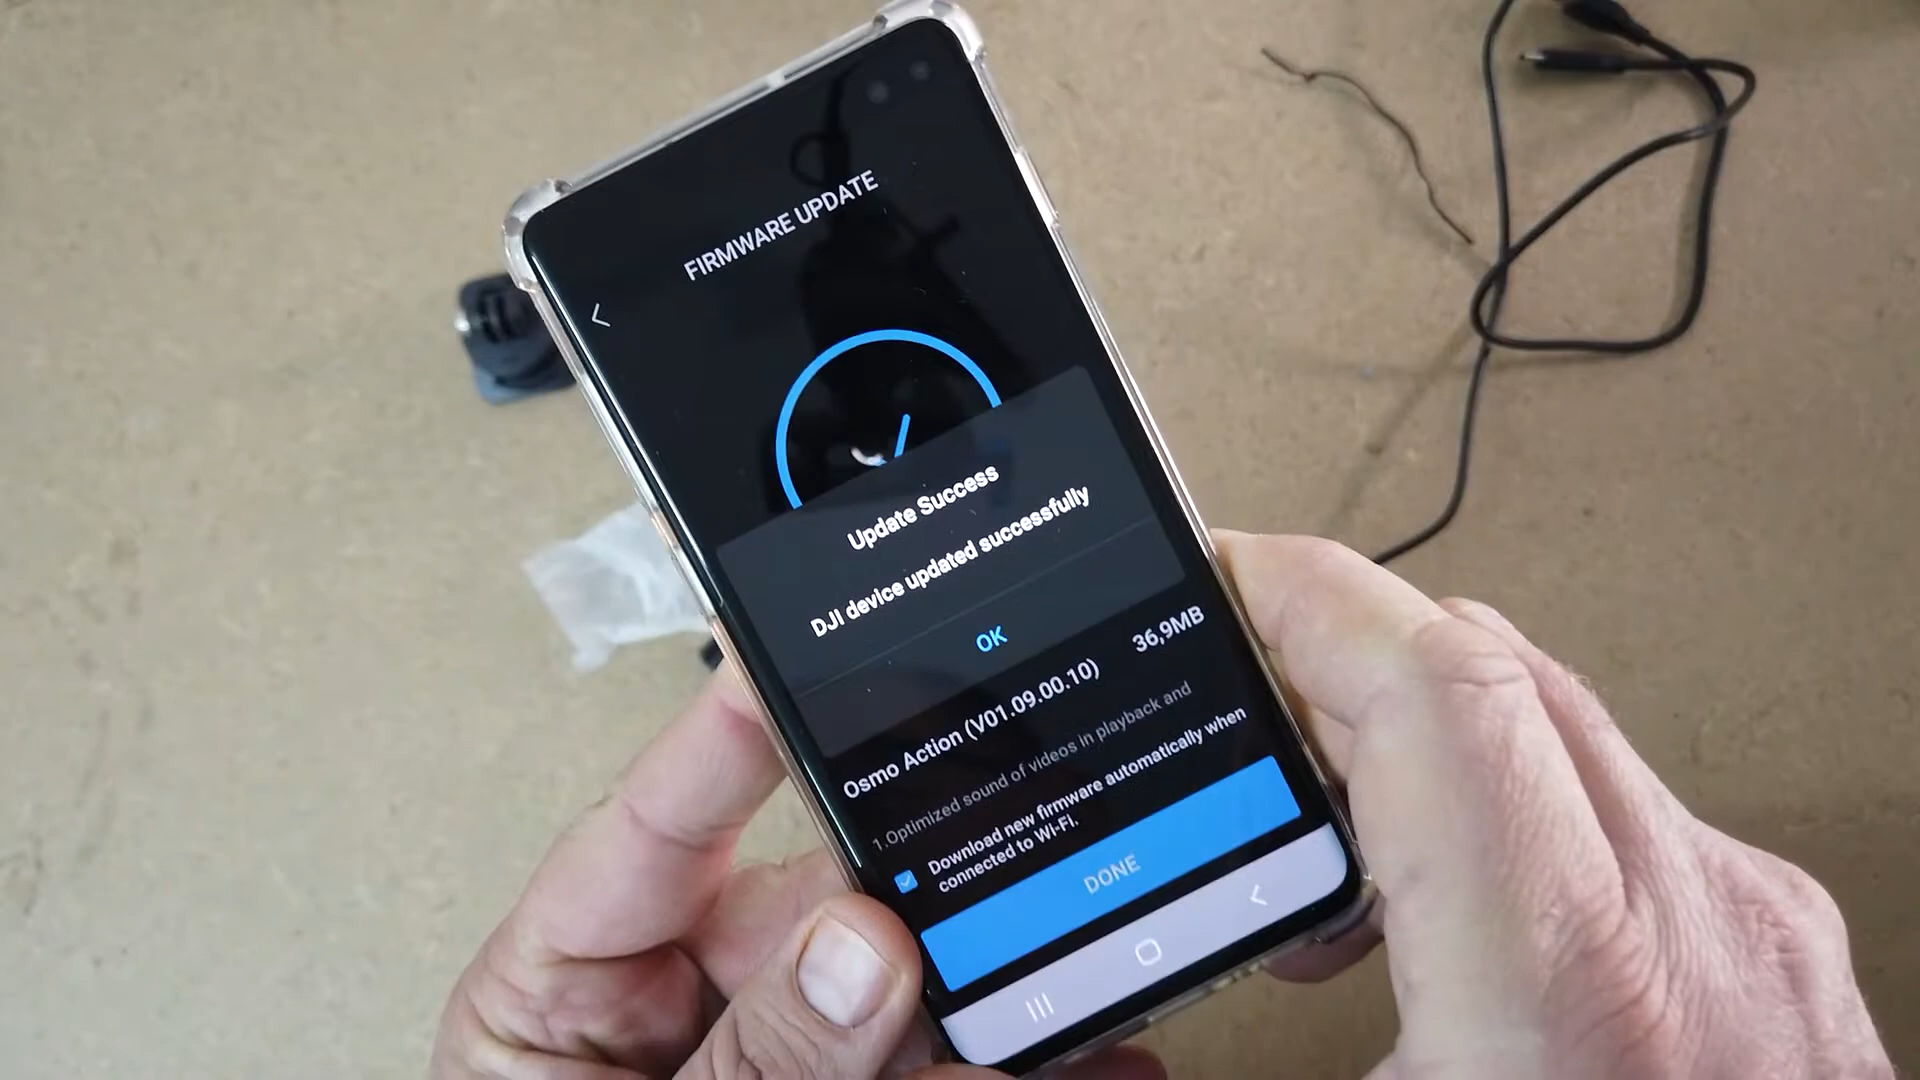 FIRMWARE UPDATE
Update Success
DJI device updated successfully
OK
Osmo Action (V01.09.00.10) 36,9MB
1.Optimized sound of videos in playback and
Download new firmware automatically when
connected to Wi-Fi.
DONE